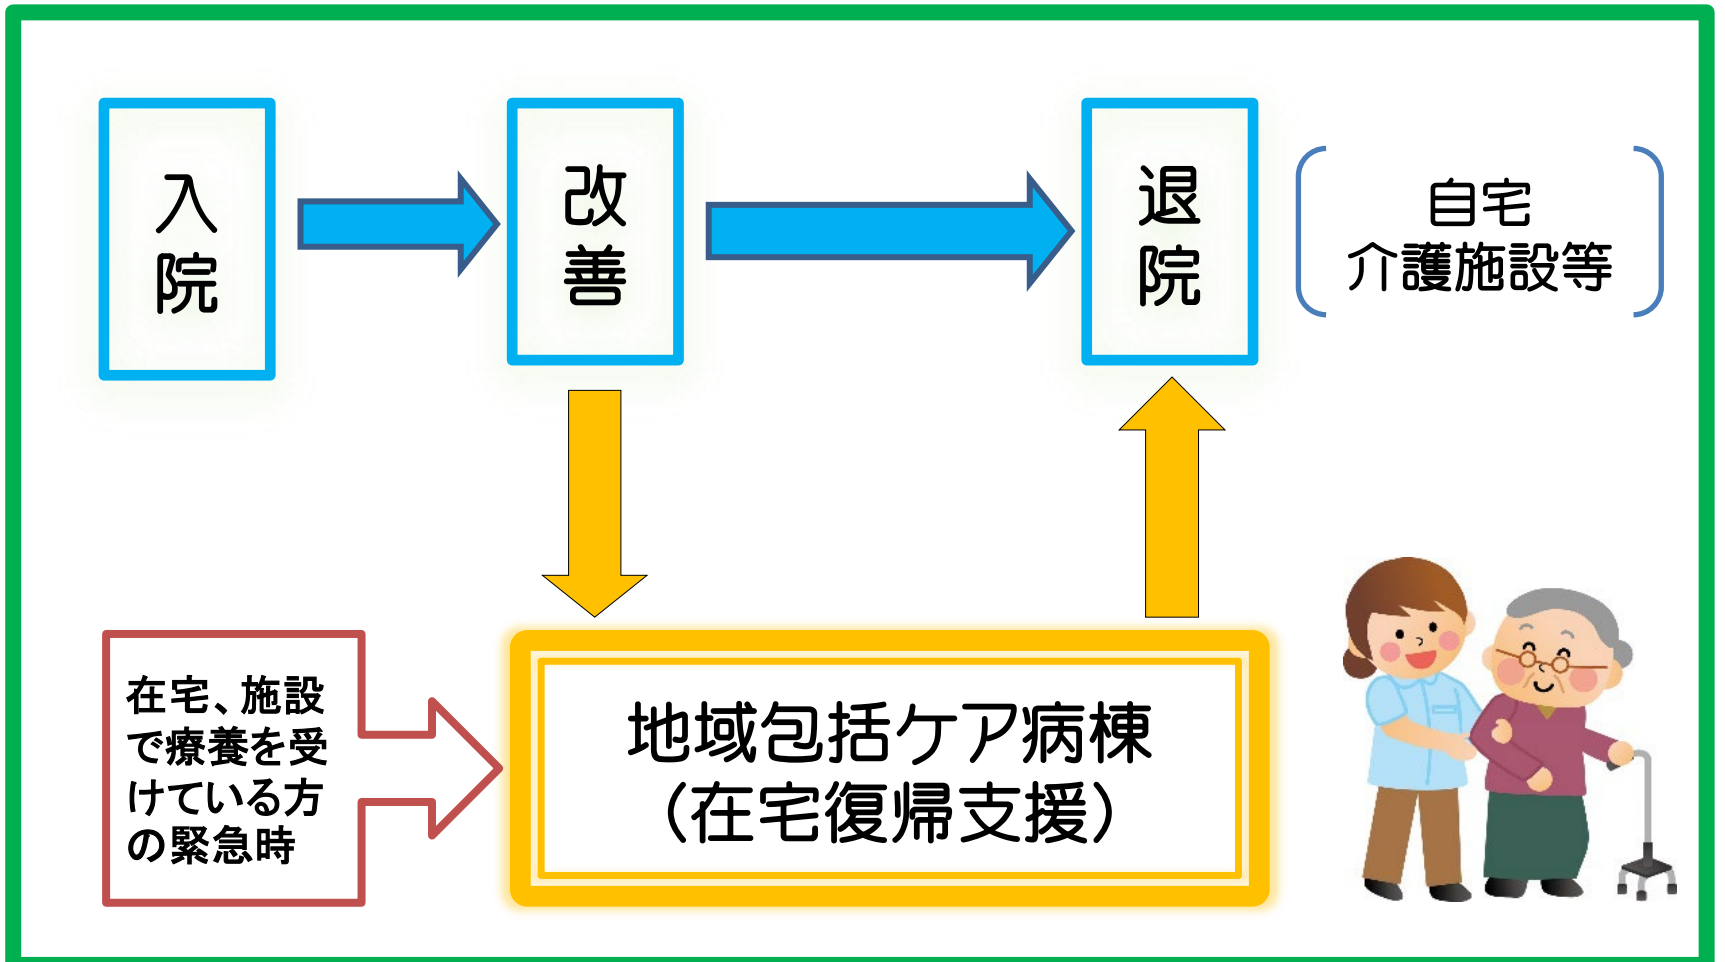 入院
改善
退院
自宅
介護施設等
在宅、施設
で療養を受
けている方
の緊急時
地域包括ケア病棟
（在宅復帰支援）